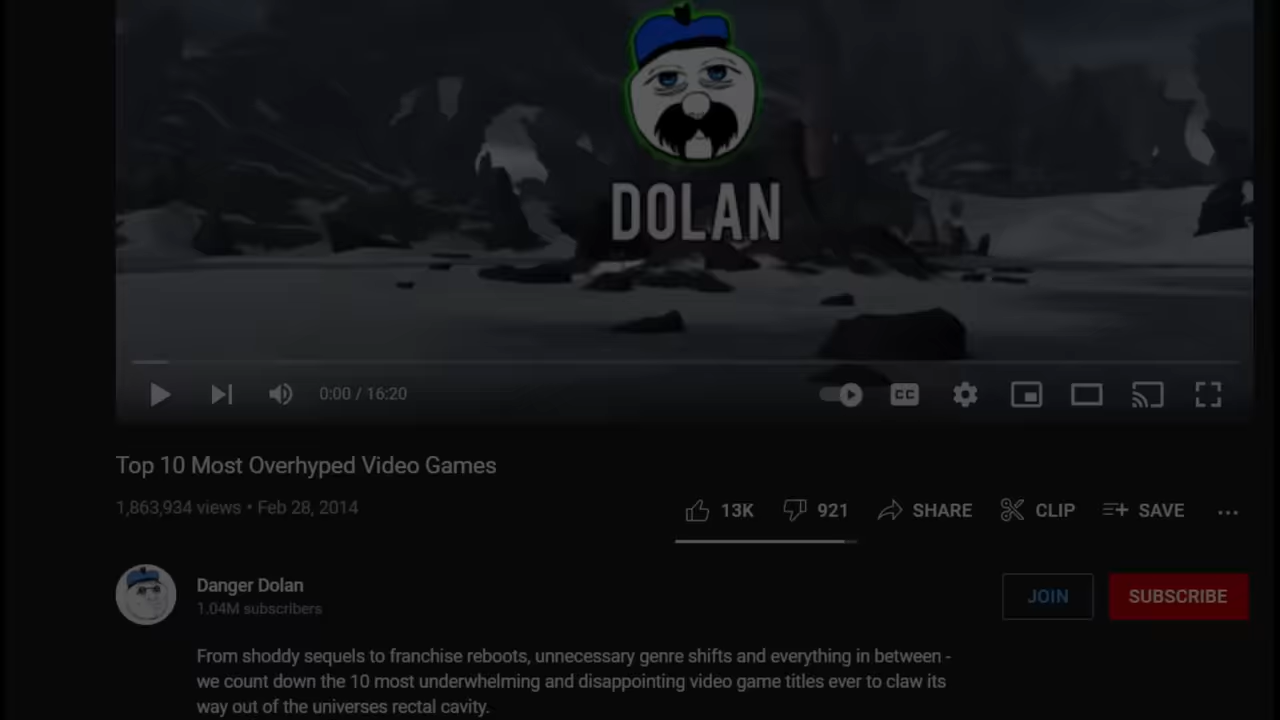 DOLAN
0:00 / 16:20
CC
Top 10 Most Overhyped Video Games
1,863,934 views • Feb 28, 2014
13K 921 SHARE CLIP SAVE
Danger Dolan
1.04M subscribers
JOIN SUBSCRIBE
From shoddy sequels to franchise reboots, unnecessary genre shifts and everything in between -
we count down the 10 most underwhelming and disappointing video game titles ever to claw its
way out of the universes rectal cavity.